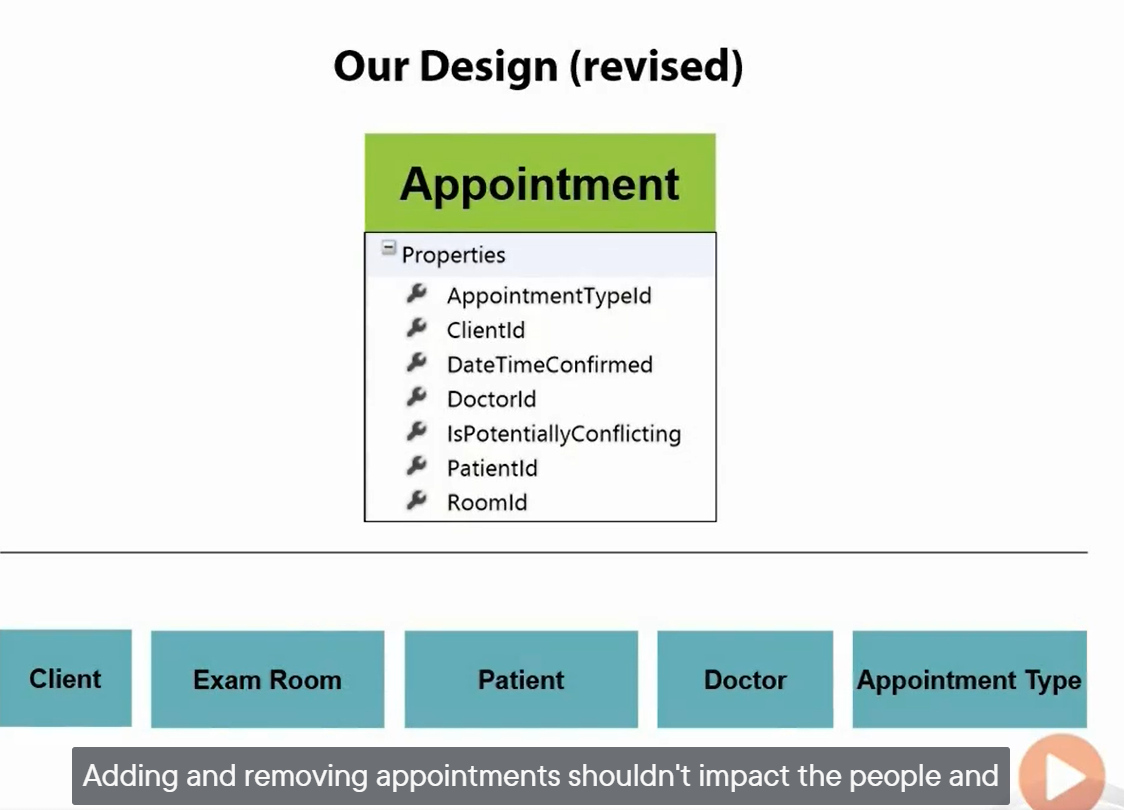 Our Design (revised)
Appointment
Properties
AppointmentTypeId
ClientId
DateTimeConfirmed
DoctorId
IsPotentiallyConflicting
PatientId
RoomId
Client
Exam Room
Patient
Doctor
Appointment Type
Adding and removing appointments shouldn't impact the people and